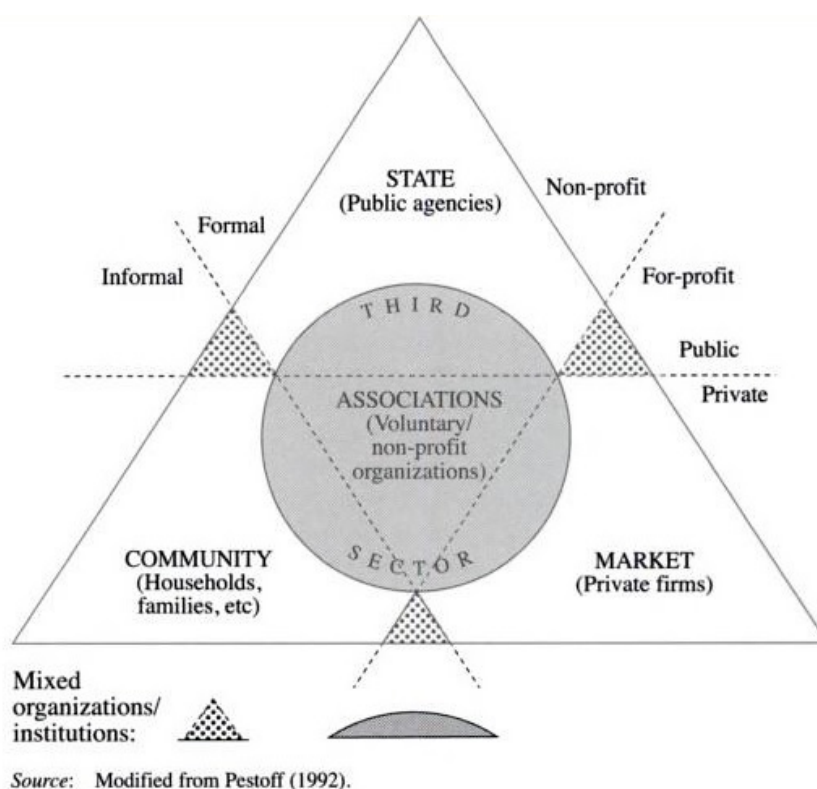 STATE
(Public agencies)
Non-profit
Formal
Informal
For-profit
THIRD
Public
Private
ASSOCIATIONS
(Voluntary/
non-profit
organizations)
SECTOR
COMMUNITY
(Households,
families, etc)
MARKET
(Private firms)
Mixed
organizations/
institutions:
Source: Modified from Pestoff (1992).